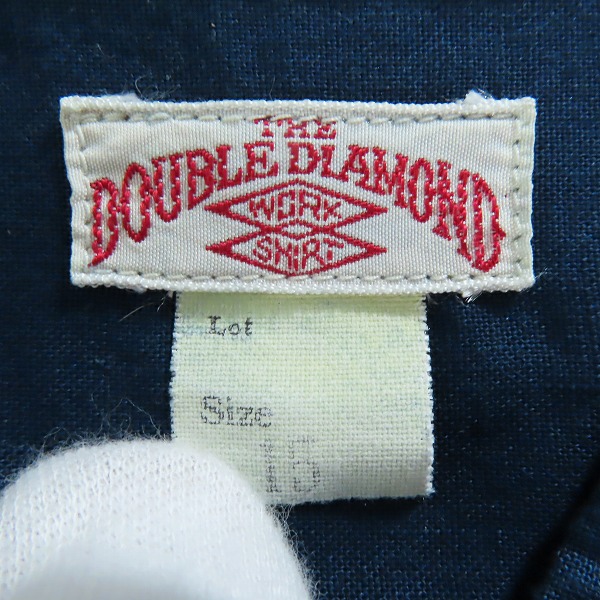 THE
DOUBLE DIAMOND
WORK
SHIRT
Lot
Size